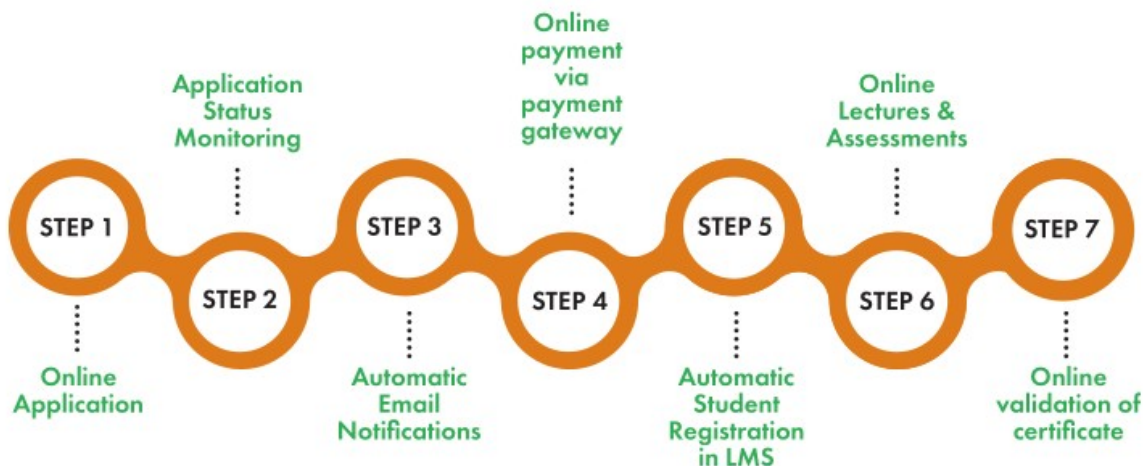 STEP 1
Online
Application
Application
Status
Monitoring
STEP 2
STEP 3
Automatic
Email
Notifications
Online
payment
via
payment
gateway
STEP 4
STEP 5
Automatic
Student
Registration
in LMS
Online
Lectures &
Assessments
STEP 6
STEP 7
Online
validation of
certificate